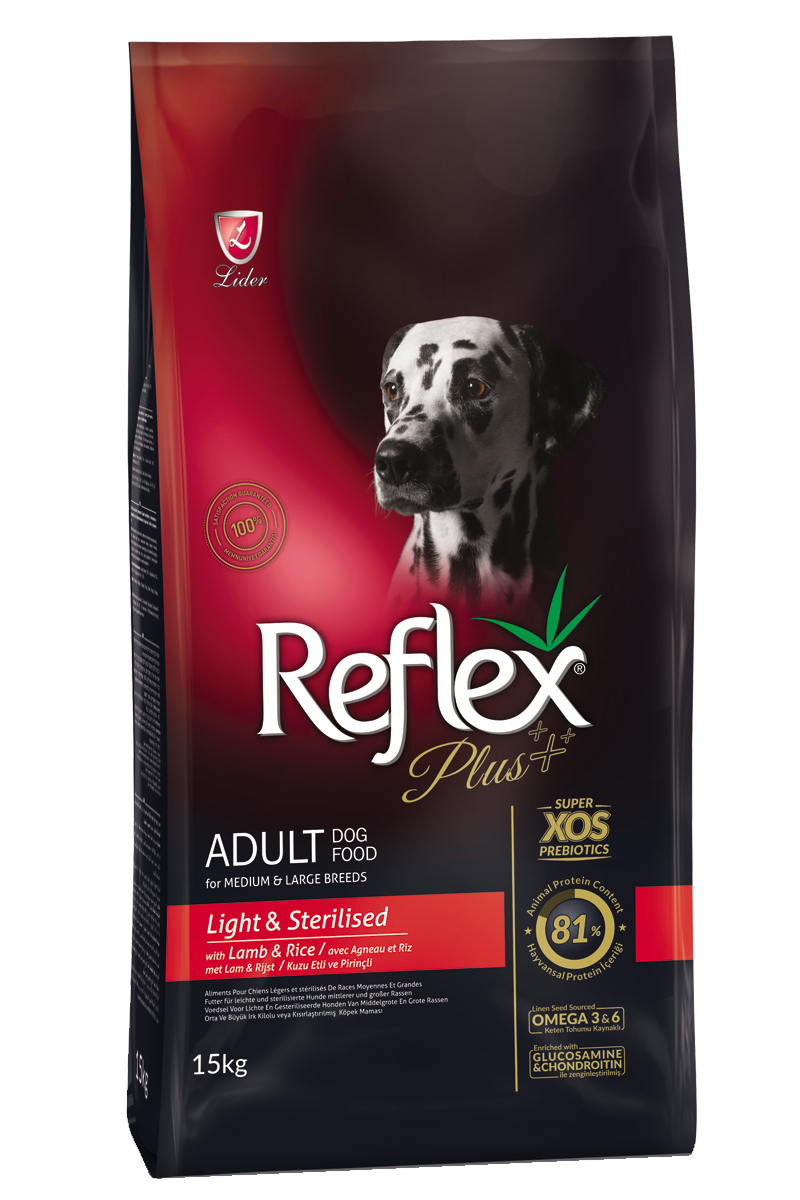 L
Lider
SATISFACTION GUARANTEED
100%
Reflex®
Plus+++
ADULT DOG
FOOD
for MEDIUM & LARGE BREEDS
Light & Sterilised
with Lamb & Rice / avec Agneau et Riz
met Lam & Rijst / Kuzu Etli ve Pirinçli
Aliments Pour Chiens Légers et stérilisés De Races Moyennes Et Grandes
Futter für leichte und sterilisierte Hunde mittlerer und großer Rassen
Voedsel Voor Lichte En Gesteriliseerde Honden Van Middelgrote En Grote Rassen
Orta Ve Büyük Irk Kilolu veya Kısırlaştırılmış Köpek Maması
15kg
SUPER
XOS
PREBIOTICS
Animal Protein Content
81%
Hayvansal Protein İçeriği
Linen Seed Sourced
OMEGA 3 & 6
Keten Tohumu Kaynaklı
Enriched with
GLUCOSAMINE
&CHONDROITIN
ile zenginleştirilmiş
15kg